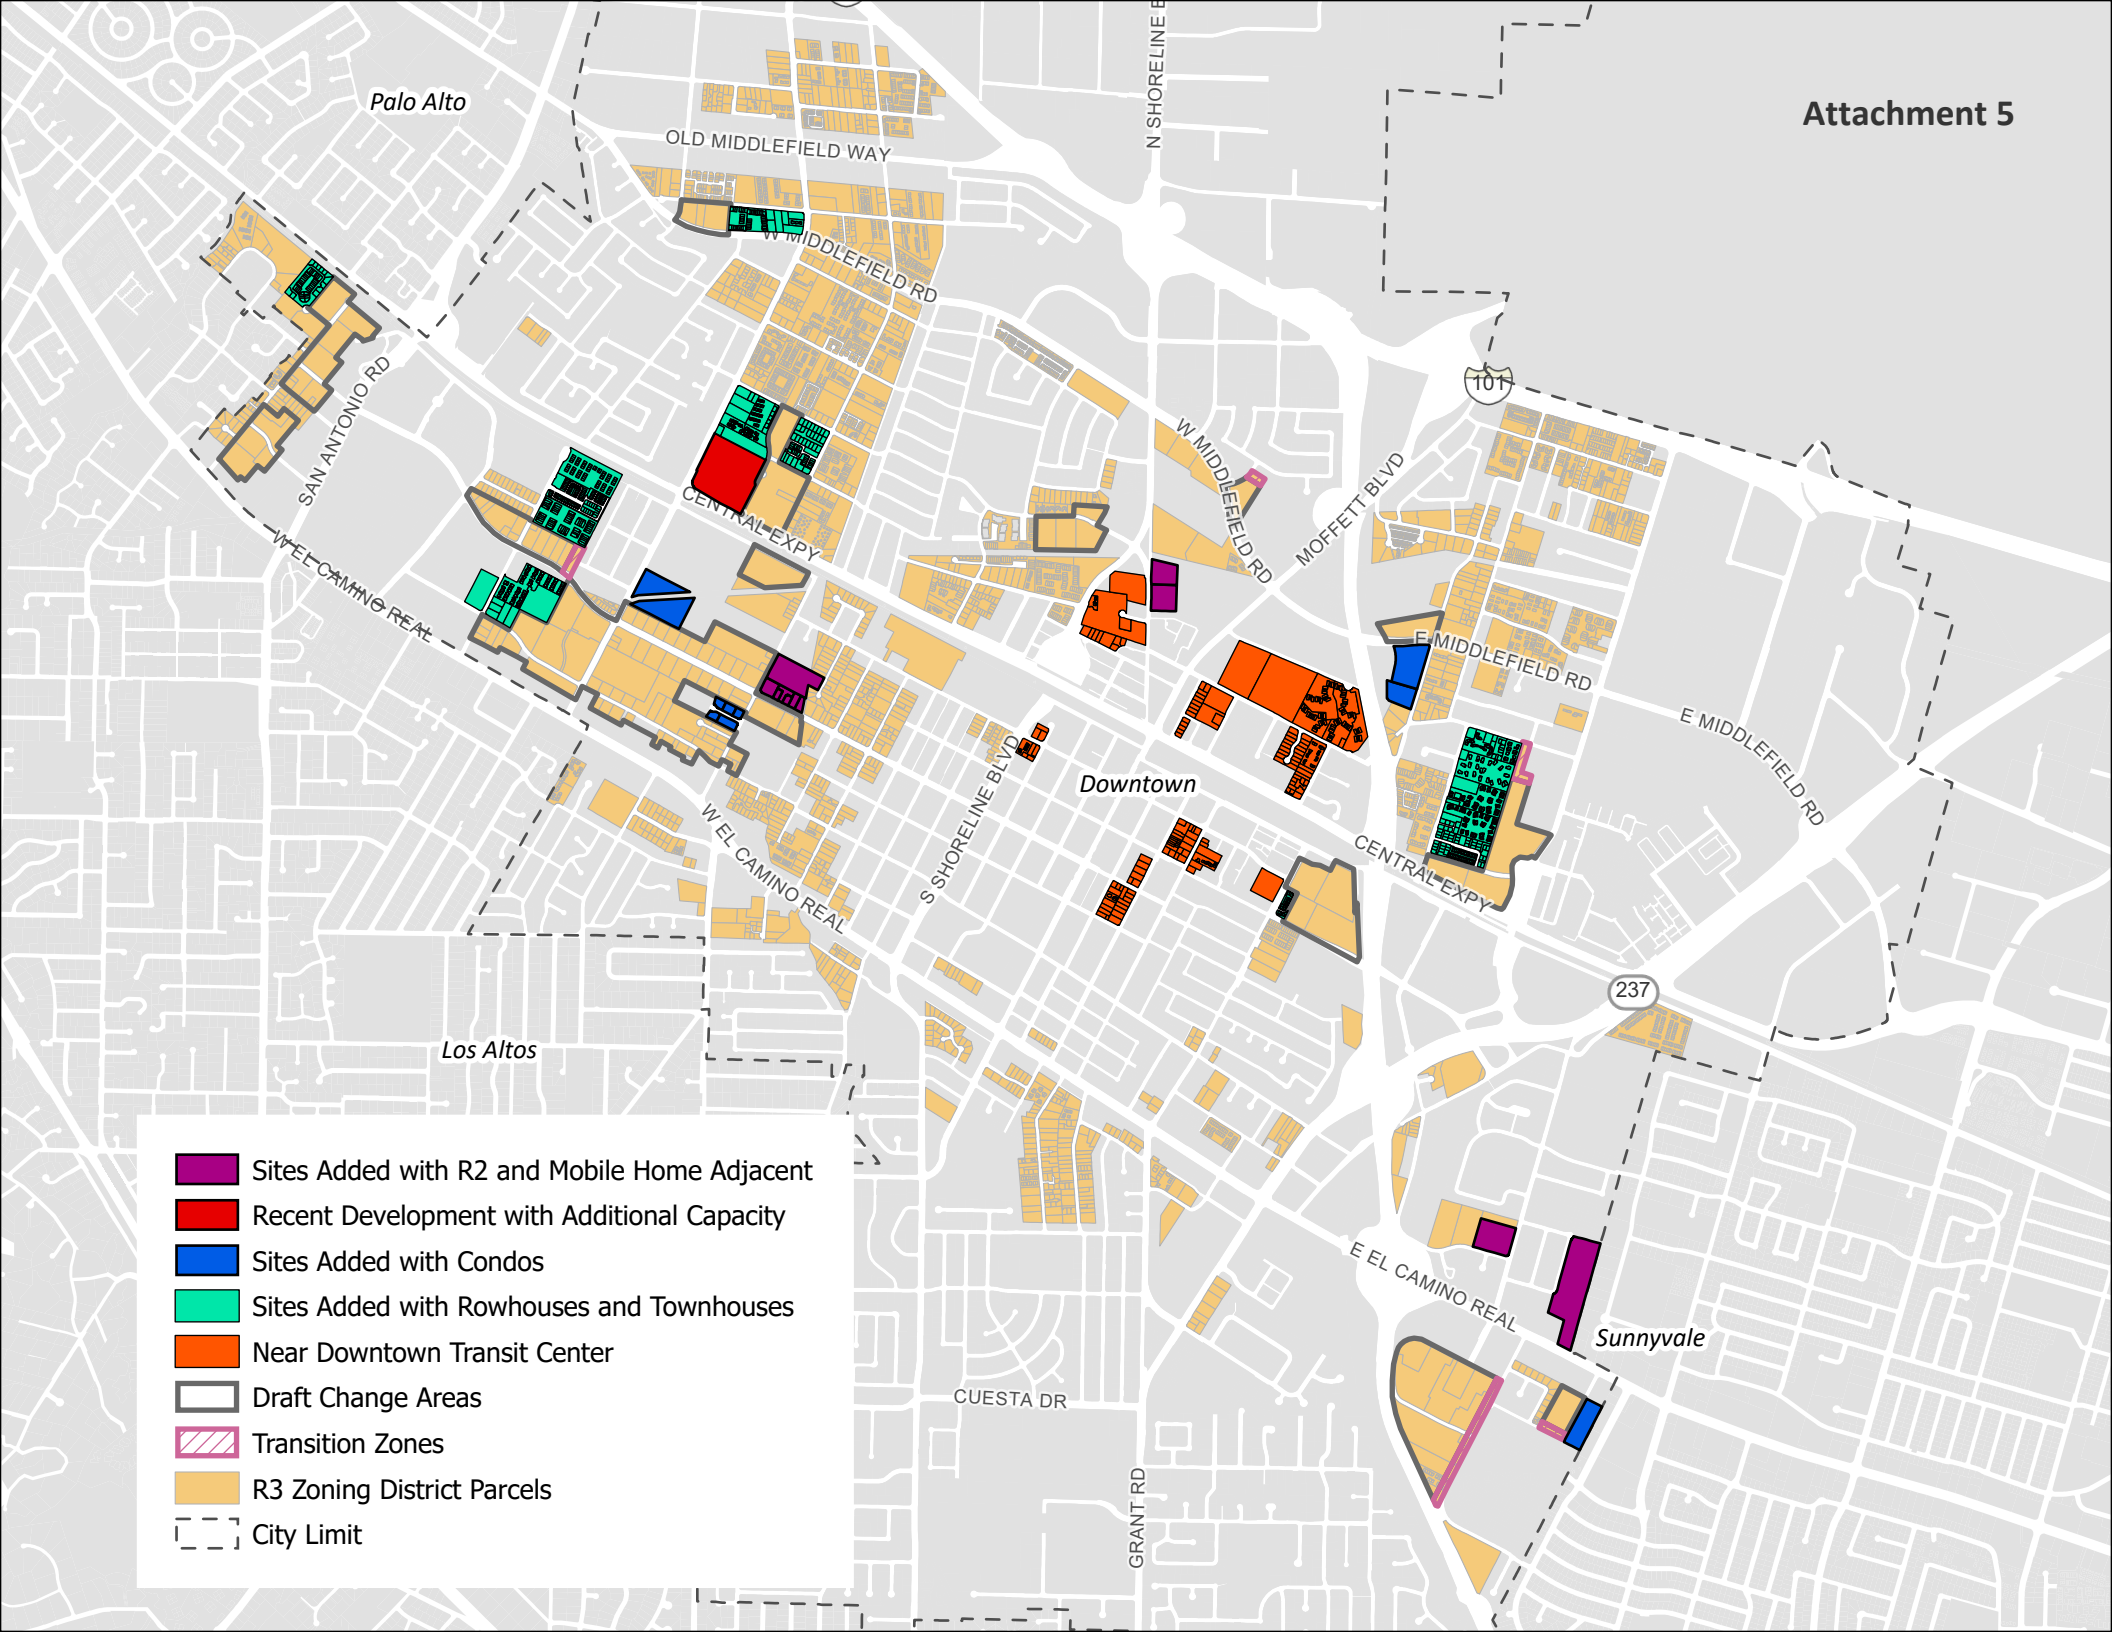 Attachment 5
Palo Alto
OLD MIDDLEFIELD WAY
N SHORELINE B
W MIDDLEFIELD RD
101
SAN ANTONIO RD
W MIDDLEFIELD RD
MOFFETT BLVD
CENTRAL EXPY
W EL CAMINO REAL
E MIDDLEFIELD RD
E MIDDLEFIELD RD
Downtown
S SHORELINE BLVD
W EL CAMINO REAL
CENTRAL EXPY
237
Los Altos
E EL CAMINO REAL
Sunnyvale
CUESTA DR
GRANT RD
Sites Added with R2 and Mobile Home Adjacent
Recent Development with Additional Capacity
Sites Added with Condos
Sites Added with Rowhouses and Townhouses
Near Downtown Transit Center
Draft Change Areas
Transition Zones
R3 Zoning District Parcels
City Limit